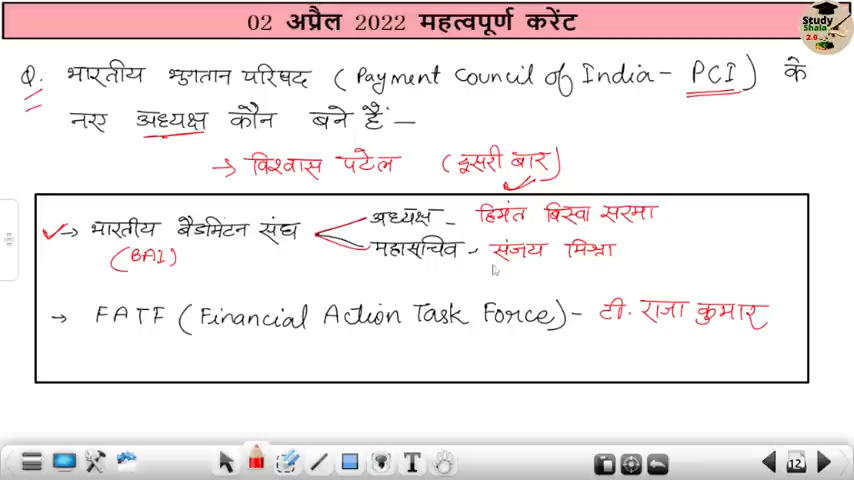 02 अप्रैल 2022 महत्वपूर्ण करेंट
Study
Shala
2.0
Q. भारतीय भुगतान परिषद (Payment Council of India - PCI) के
नए अध्यक्ष कौन बने हैं -
→ विश्वास पटेल (दूसरी बार)
→ भारतीय बैडमिंटन संघ
(BAI)
अध्यक्ष - हिमंत बिस्वा सरमा
महासचिव - संजय मिश्रा
→ FATF (Financial Action Task Force) - टी. राजा कुमार
T
12